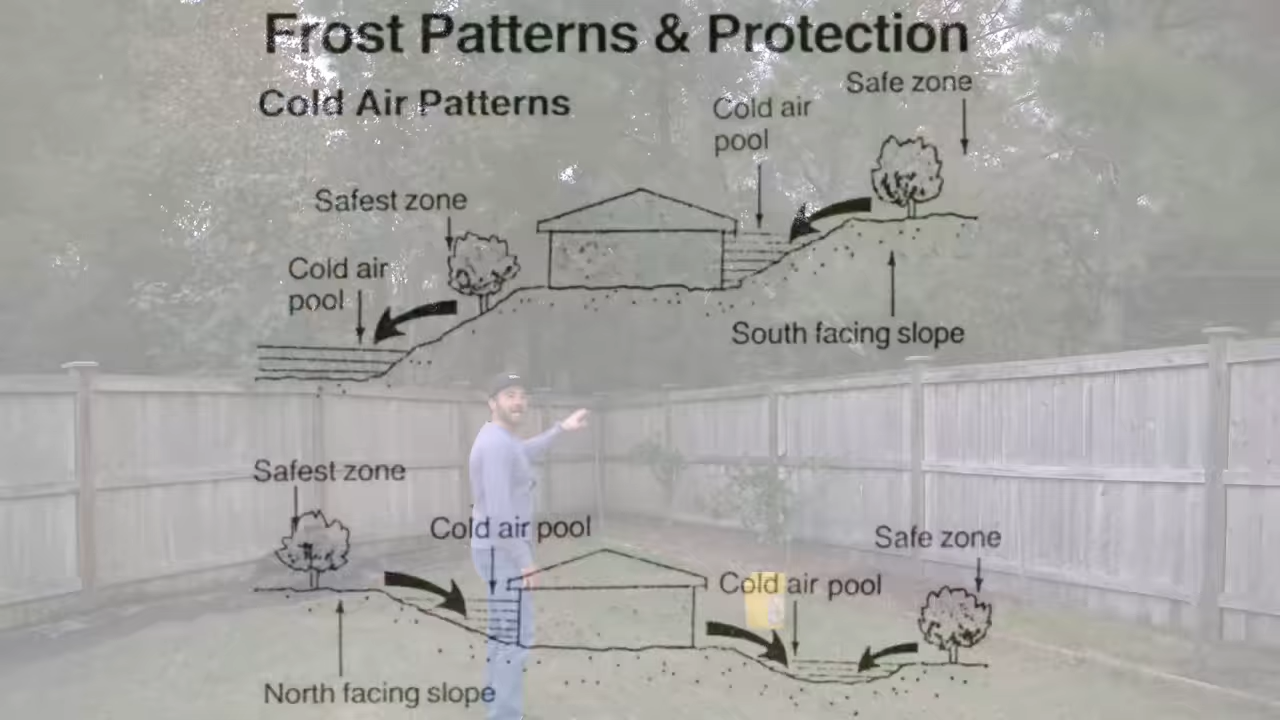 Frost Patterns & Protection
Cold Air Patterns
Safe zone
Cold air
pool
Safest zone
Cold air
pool
South facing slope
Safest zone
Cold air pool
Safe zone
Cold air pool
North facing slope